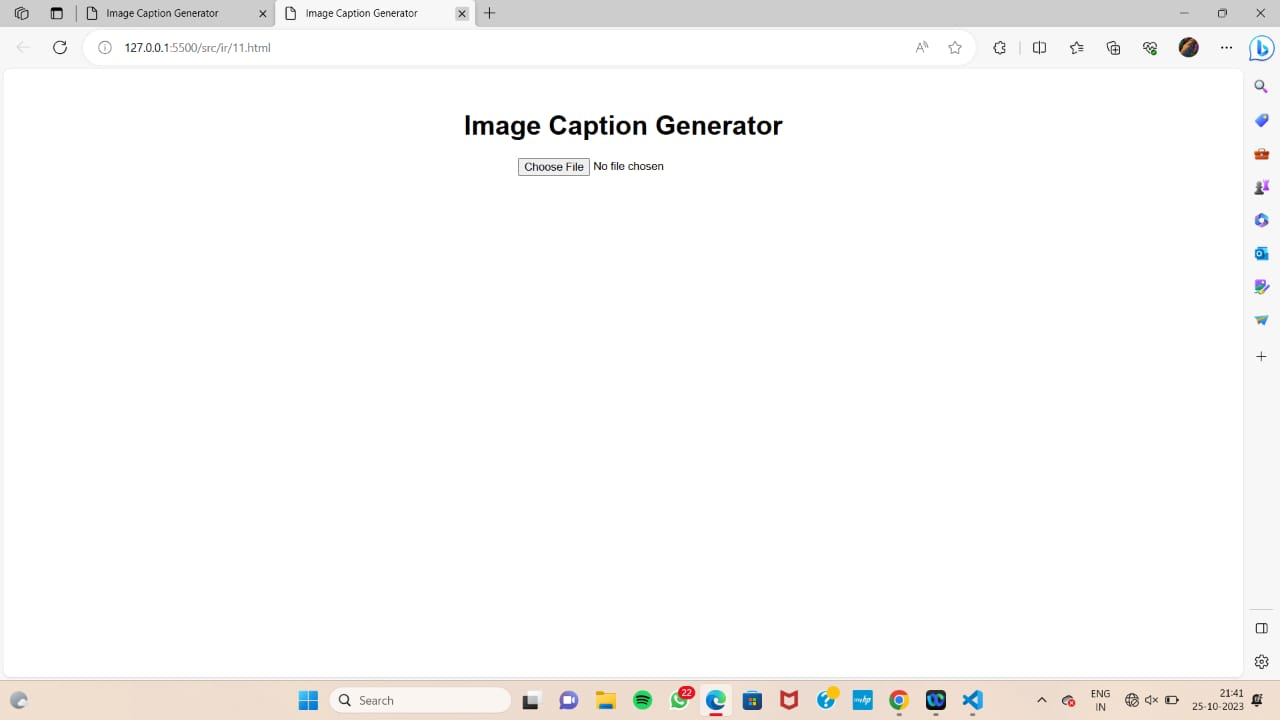 Image Caption Generator
Image Caption Generator
127.0.0.1:5500/src/ir/11.html
Image Caption Generator
Choose File No file chosen
22
Search
myhp
ENG
IN
21:41
25-10-2023